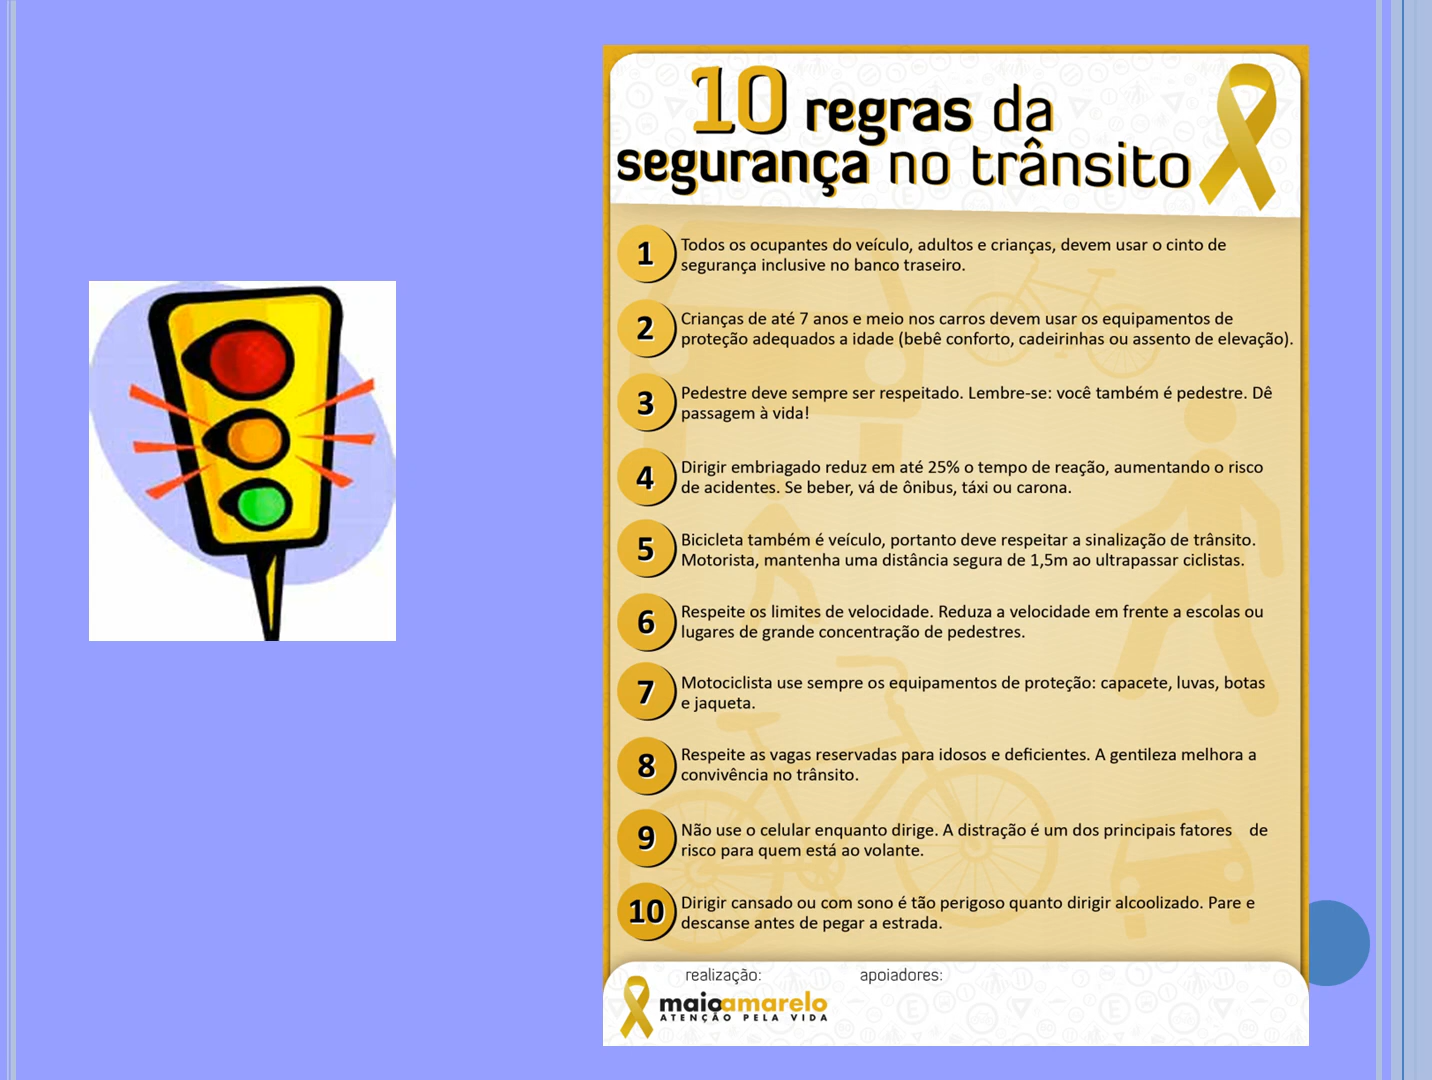 10 regras da
segurança no trânsito
1
Todos os ocupantes do veículo, adultos e crianças, devem usar o cinto de
segurança inclusive no banco traseiro.
2
Crianças de até 7 anos e meio nos carros devem usar os equipamentos de
proteção adequados a idade (bebê conforto, cadeirinhas ou assento de elevação).
3
Pedestre deve sempre ser respeitado. Lembre-se: você também é pedestre. Dê
passagem à vida!
4
Dirigir embriagado reduz em até 25% o tempo de reação, aumentando o risco
de acidentes. Se beber, vá de ônibus, táxi ou carona.
5
Bicicleta também é veículo, portanto deve respeitar a sinalização de trânsito.
Motorista, mantenha uma distância segura de 1,5m ao ultrapassar ciclistas.
6
Respeite os limites de velocidade. Reduza a velocidade em frente a escolas ou
lugares de grande concentração de pedestres.
7
Motociclista use sempre os equipamentos de proteção: capacete, luvas, botas
e jaqueta.
8
Respeite as vagas reservadas para idosos e deficientes. A gentileza melhora a
convivência no trânsito.
9
Não use o celular enquanto dirige. A distração é um dos principais fatores de
risco para quem está ao volante.
10
Dirigir cansado ou com sono é tão perigoso quanto dirigir alcoolizado. Pare e
descanse antes de pegar a estrada.
realização: apoiadores:
maioamarelo
ATENÇÃO PELA VIDA